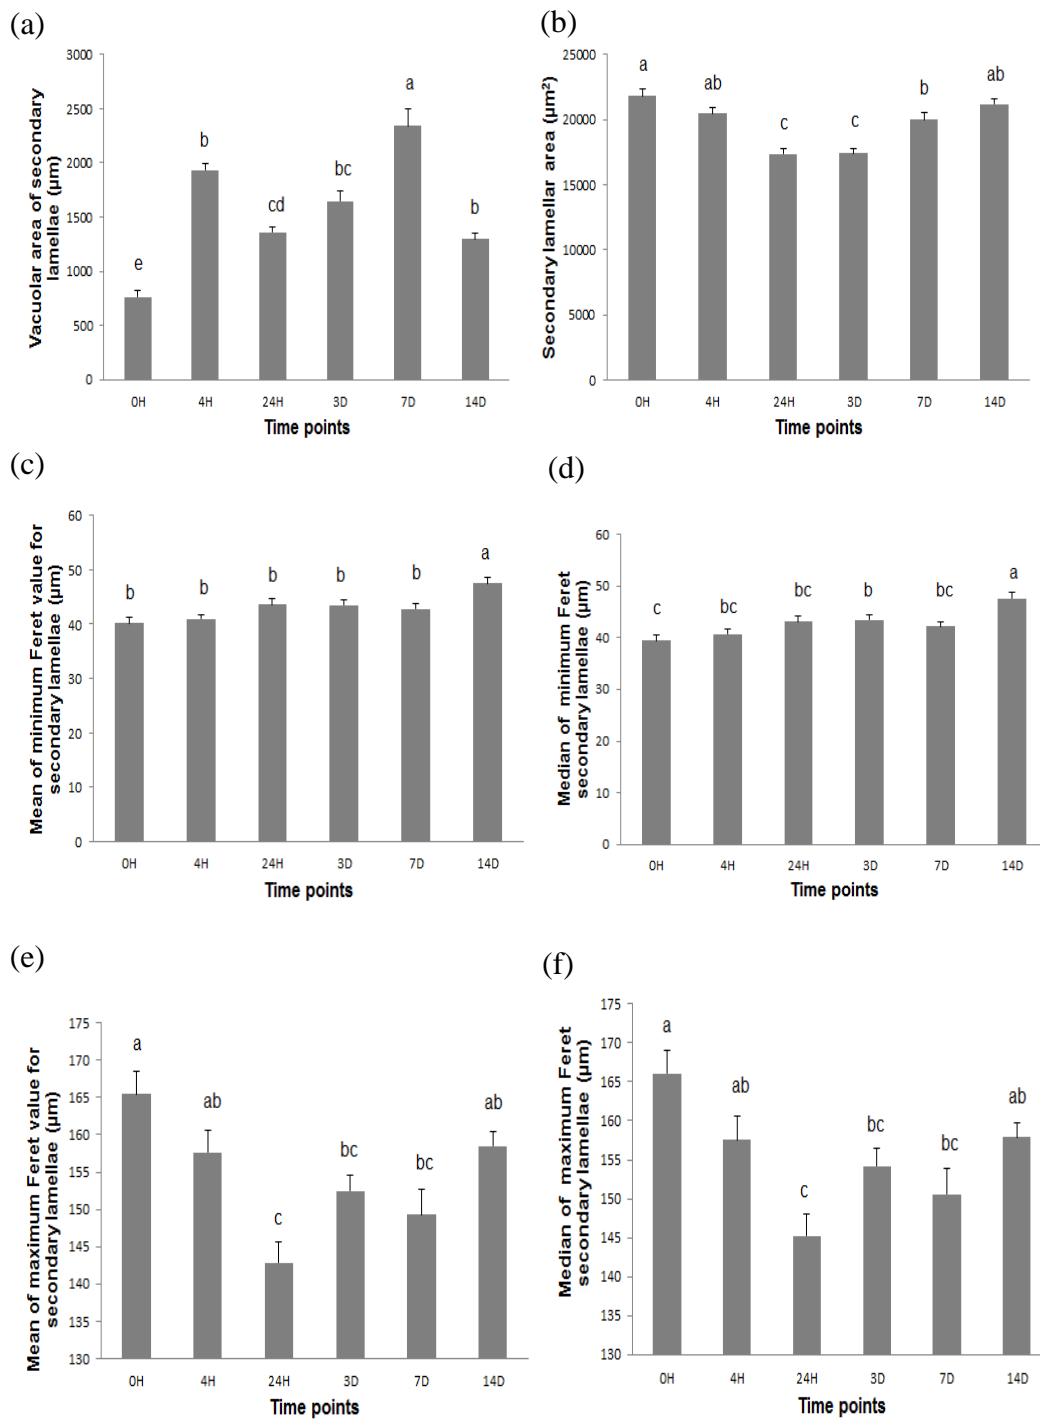 (a)
3000
2500
2000
1500
1000
500
0
Vacuolar area of secondary
lamellae (µm)
e
b
cd
bc
a
b
0H 4H 24H 3D 7D 14D
Time points
(b)
25000
20000
15000
10000
5000
0
Secondary lamellar area (µm²)
a
ab
c
c
b
ab
0H 4H 24H 3D 7D 14D
Time points
(c)
60
50
40
30
20
10
0
Mean of minimum Feret value for
secondary lamellae (µm)
b
b
b
b
b
a
0H 4H 24H 3D 7D 14D
Time points
(d)
60
50
40
30
20
10
0
Median of minimum Feret
secondary lamellae (µm)
c
bc
bc
b
bc
a
0H 4H 24H 3D 7D 14D
Time points
(e)
175
170
165
160
155
150
145
140
135
130
Mean of maximum Feret value for
secondary lamellae (µm)
a
ab
c
bc
bc
ab
0H 4H 24H 3D 7D 14D
Time points
(f)
175
170
165
160
155
150
145
140
135
130
Median of maximum Feret
secondary lamellae (µm)
a
ab
c
bc
bc
ab
0H 4H 24H 3D 7D 14D
Time points